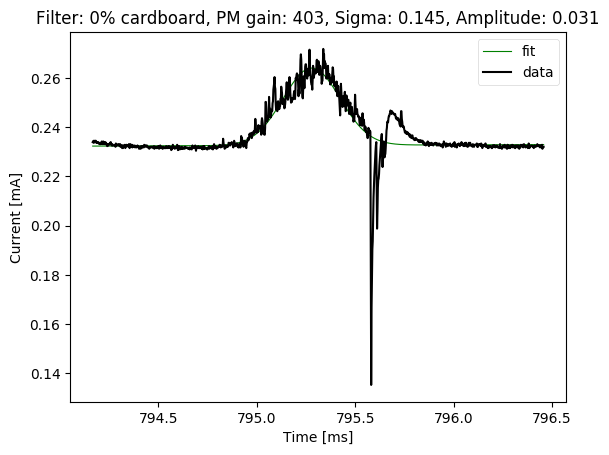 Filter: 0% cardboard, PM gain: 403, Sigma: 0.145, Amplitude: 0.031
fit
data
0.26
0.24
0.22
0.20
0.18
0.16
0.14
Current [mA]
794.5
795.0
795.5
796.0
796.5
Time [ms]